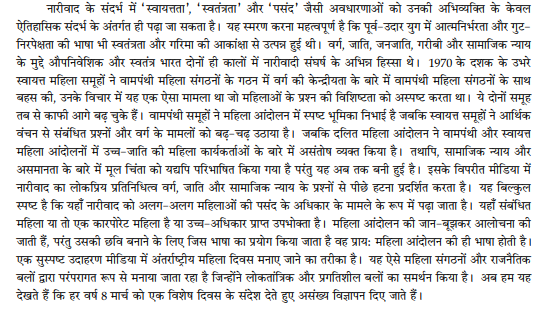 नारीवाद के संदर्भ में 'स्वायत्तता', 'स्वतंत्रता' और 'पसंद' जैसी अवधारणाओं को उनकी अभिव्यक्ति के केवल
ऐतिहासिक संदर्भ के अंतर्गत ही पढ़ा जा सकता है। यह स्मरण करना महत्वपूर्ण है कि पूर्व-उदार युग में आत्मनिर्भरता और गुट-
निरपेक्षता की भाषा भी स्वतंत्रता और गरिमा की आकांक्षा से उत्पन्न हुई थी। वर्ग, जाति, जनजाति, गरीबी और सामाजिक न्याय
के मुद्दे औपनिवेशिक और स्वतंत्र भारत दोनों ही कालों में नारीवादी संघर्ष के अभिन्न हिस्सा थे। 1970 के दशक के उभरे
स्वायत्त महिला समूहों ने वामपंथी महिला संगठनों के गठन में वर्ग की केन्द्रीयता के बारे में वामपंथी महिला संगठनों के साथ
बहस की, उनके विचार में यह एक ऐसा मामला था जो महिलाओं के प्रश्न की विशिष्टता को अस्पष्ट करता था। ये दोनों समूह
तब से काफी आगे बढ़ चुके हैं। वामपंथी समूहों ने महिला आंदोलन में स्पष्ट भूमिका निभाई है जबकि स्वायत्त समूहों ने आर्थिक
वंचन से संबंधित प्रश्नों और वर्ग के मामलों को बढ़-चढ़ उठाया है। जबकि दलित महिला आंदोलन ने वामपंथी और स्वायत्त
महिला आंदोलनों में उच्च-जाति की महिला कार्यकर्ताओं के बारे में असंतोष व्यक्त किया है। तथापि, सामाजिक न्याय और
असमानता के बारे में मूल चिंता को यद्यपि परिभाषित किया गया है परंतु यह अब तक बनी हुई है। इसके विपरीत मीडिया में
नारीवाद का लोकप्रिय प्रतिनिधित्व वर्ग, जाति और सामाजिक न्याय के प्रश्नों से पीछे हटना प्रदर्शित करता है। यह बिल्कुल
स्पष्ट है कि यहाँ नारीवाद को अलग-अलग महिलाओं की पसंद के अधिकार के मामले के रूप में पढ़ा जाता है। यहाँ संबोधित
महिला या तो एक कारपोरेट महिला है या उच्च-अधिकार प्राप्त उपभोक्ता है। महिला आंदोलन की जान-बूझकर आलोचना की
जाती हैं, परंतु उसकी छवि बनाने के लिए जिस भाषा का प्रयोग किया जाता है वह प्राय: महिला आंदोलन की ही भाषा होती है।
एक सुस्पष्ट उदाहरण मीडिया में अंतर्राष्ट्रीय महिला दिवस मनाए जाने का तरीका है। यह ऐसे महिला संगठनों और राजनैतिक
बलों द्वारा परंपरागत रूप से मनाया जाता रहा है जिन्होंने लोकतांत्रिक और प्रगतिशील बलों का समर्थन किया है। अब हम यह
देखते हैं कि हर वर्ष 8 मार्च को एक विशेष दिवस के संदेश देते हुए असंख्य विज्ञापन दिए जाते हैं।